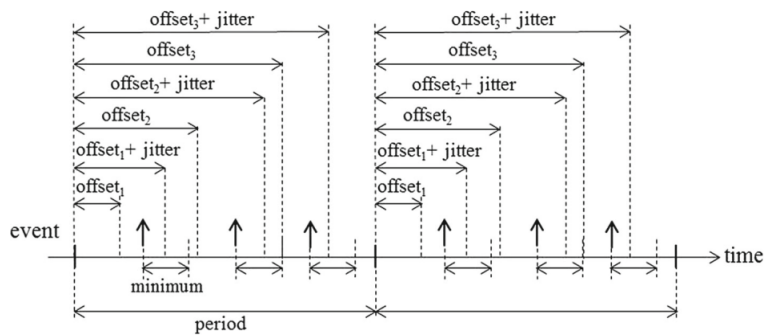 offset₃+ jitter offset₃+ jitter
offset₃ offset₃
offset₂+ jitter offset₂+ jitter
offset₂ offset₂
offset₁+ jitter offset₁+ jitter
offset₁ offset₁
event
time
minimum
period